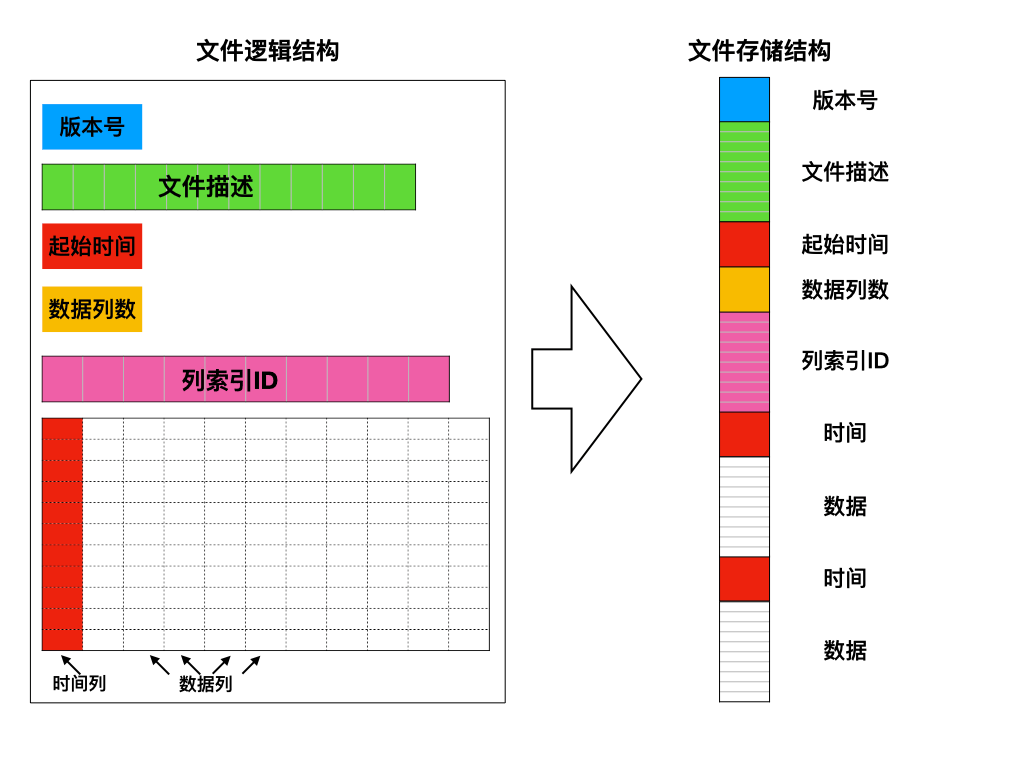 文件逻辑结构
版本号
文件描述
起始时间
数据列数
列索引ID
时间列
数据列
文件存储结构
版本号
文件描述
起始时间
数据列数
列索引ID
时间
数据
时间
数据